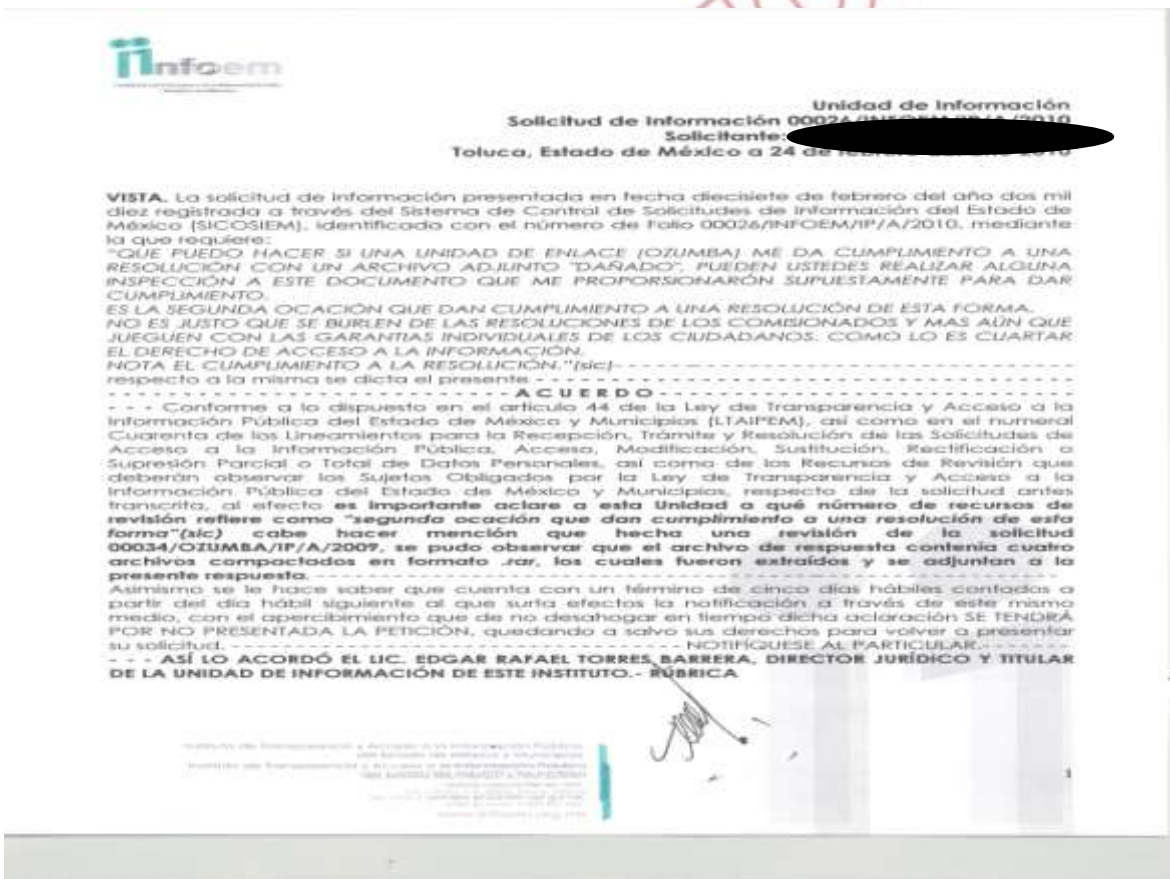 infoem
Unidad de Información
Solicitud de Información 00026/INFOEM/IP/A/2010
Solicitante:
Toluca, Estado de México a 24 de febrero del año 2010
VISTA. La solicitud de información presentada en fecha diecisiete de febrero del año dos mil
diez registrada a través del Sistema de Control de Solicitudes de Información del Estado de
México (SICOSIEM), identificada con el número de Folio 00026/INFOEM/IP/A/2010, mediante
la que requiere:
"QUE PUEDO HACER SI UNA UNIDAD DE ENLACE (OZUMBA) ME DA CUMPLIMIENTO A UNA
RESOLUCIÓN CON UN ARCHIVO ADJUNTO "DAÑADO", PUEDEN USTEDES REALIZAR ALGUNA
INSPECCIÓN A ESTE DOCUMENTO QUE ME PROPORSIONARÓN SUPUESTAMENTE PARA DAR
CUMPLIMIENTO.
ES LA SEGUNDA OCACIÓN QUE DAN CUMPLIMIENTO A UNA RESOLUCIÓN DE ESTA FORMA.
NO ES JUSTO QUE SE BURLEN DE LAS RESOLUCIONES DE LOS COMISIONADOS Y MAS AÚN QUE
JUEGUEN CON LAS GARANTIAS INDIVIDUALES DE LOS CIUDADANOS. COMO LO ES CUARTAR
EL DERECHO DE ACCESO A LA INFORMACIÓN.
NOTA EL CUMPLIMIENTO A LA RESOLUCIÓN."(sic)- - - - - - - - - - - - - - - - - - - - - - - - - - - - - -
respecto a la misma se dicta el presente - - - - - - - - - - - - - - - - - - - - - - - - - - - - - - - - - - -
- - - - - - - - - - - - - - - - - - - - - - - - - - - A C U E R D O - - - - - - - - - - - - - - - - - - - - - - - - - - -
- - - Conforme a lo dispuesto en el artículo 44 de la Ley de Transparencia y Acceso a la
Información Pública del Estado de México y Municipios (LTAIPEM), así como en el numeral
Cuarenta de los Lineamientos para la Recepción, Trámite y Resolución de las Solicitudes de
Acceso a la Información Pública, Acceso, Modificación, Sustitución, Rectificación o
Supresión Parcial o Total de Datos Personales, así como de los Recursos de Revisión que
deberán observar los Sujetos Obligados por la Ley de Transparencia y Acceso a la
Información Pública del Estado de México y Municipios, respecto de la solicitud antes
transcrita, al efecto es importante aclare a esta Unidad a qué número de recursos de
revisión refiere como "segunda ocación que dan cumplimiento a una resolución de esta
forma"(sic) cabe hacer mención que hecha una revisión de la solicitud
00034/OZUMBA/IP/A/2009, se pudo observar que el archivo de respuesta contenía cuatro
archivos compactados en formato .rar, los cuales fueron extraídos y se adjuntan a la
presente respuesta. - - - - - - - - - - - - - - - - - - - - - - - - - - - - - - - - - - - - - - - - - - - - - - -
Asimismo se le hace saber que cuenta con un término de cinco días hábiles contados a
partir del día hábil siguiente al que surta efectos la notificación a través de este mismo
medio, con el apercibimiento que de no desahogar en tiempo dicha aclaración SE TENDRÁ
POR NO PRESENTADA LA PETICIÓN, quedando a salvo sus derechos para volver a presentar
su solicitud. - - - - - - - - - - - - - - - - - - - - - - - - - - - - - - - NOTIFÍQUESE AL PARTICULAR.- - - - - - -
- - - ASÍ LO ACORDÓ EL LIC. EDGAR RAFAEL TORRES BARRERA, DIRECTOR JURÍDICO Y TITULAR
DE LA UNIDAD DE INFORMACIÓN DE ESTE INSTITUTO.- RÚBRICA
Instituto de Transparencia y Acceso a la Información Pública
del Estado de México y Municipios
1